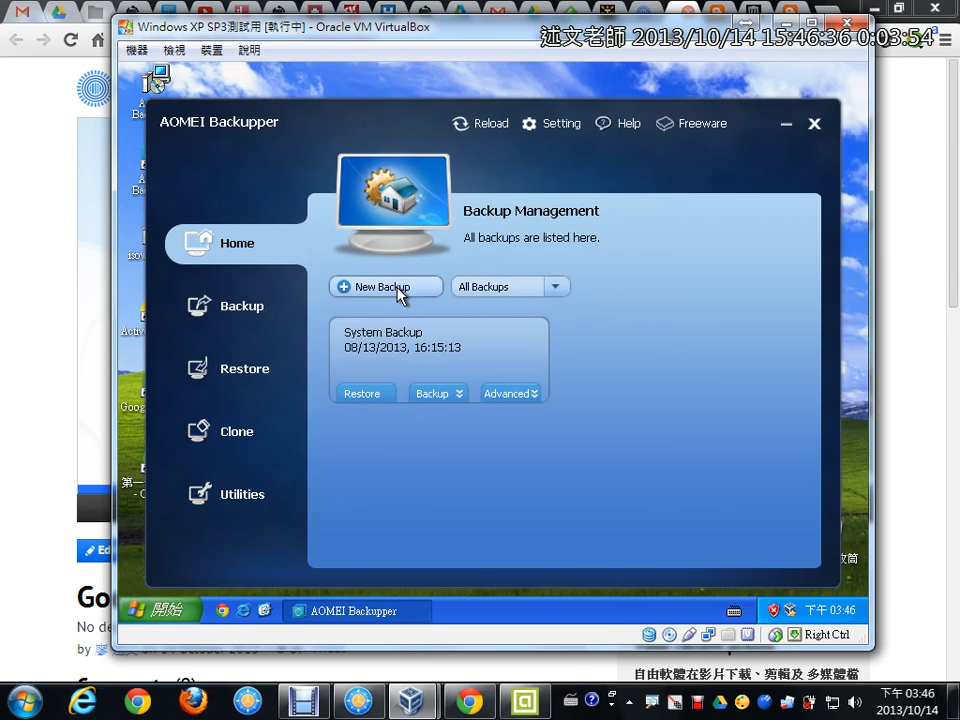 Windows XP SP3測試用 [執行中] - Oracle VM VirtualBox
述文老師 2013/10/14 15:46:36 0:03:54
機器 檢視 裝置 說明
AOMEI Backupper
Reload Setting Help Freeware
Backup Management
All backups are listed here.
Home
New Backup All Backups
Backup
System Backup
08/13/2013, 16:15:13
Restore
Restore Backup Advanced
Clone
Utilities
開始 AOMEI Backupper 下午 03:46
Right Ctrl
Go
No de
by
自由軟體在影片下載、剪輯及 多媒體檔
下午 03:46
2013/10/14